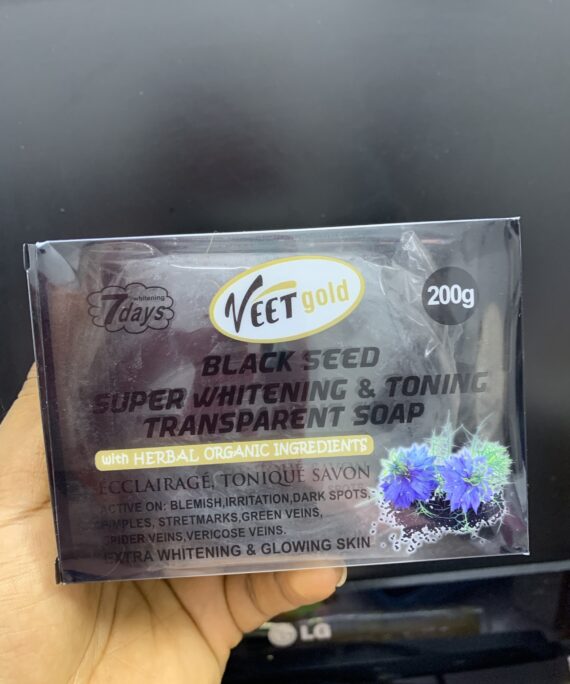 whitening
7days
VEET gold
200g
BLACK SEED
SUPER WHITENING & TONING
TRANSPARENT SOAP
with HERBAL ORGANIC INGREDIENTS
ECCLAIRAGÉ, TONIQUE SAVON
ACTIVE ON: BLEMISH,IRRITATION,DARK SPOTS,
PIMPLES, STRETMARKS,GREEN VEINS,
SPIDER VEINS,VERICOSE VEINS.
EXTRA WHITENING & GLOWING SKIN
LG